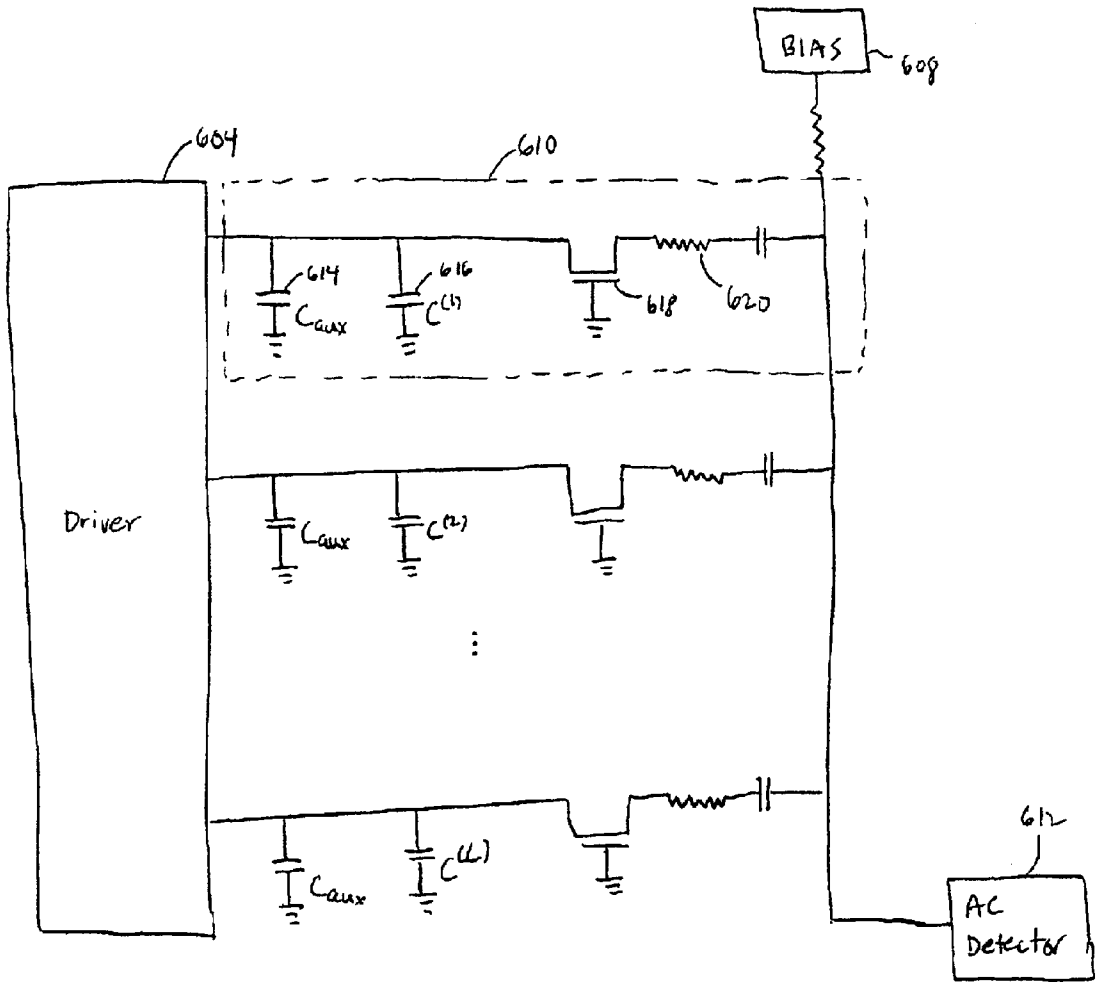 BIAS
608
604
610
614
616
618
620
Caux
C(1)
Driver
Caux
C(2)
Caux
C(L)
612
AC
Detector